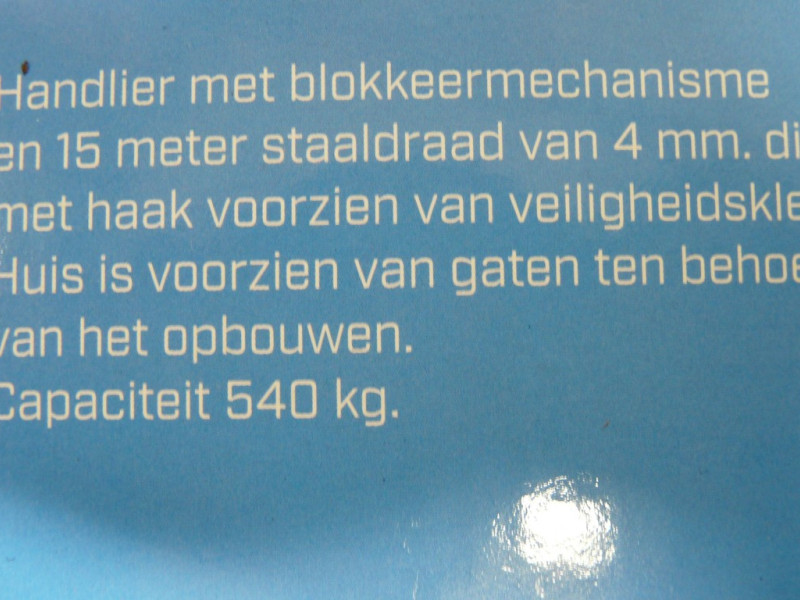 Handlier met blokkeermechanisme
en 15 meter staaldraad van 4 mm. di
met haak voorzien van veiligheidskle
Huis is voorzien van gaten ten behoe
van het opbouwen.
Capaciteit 540 kg.